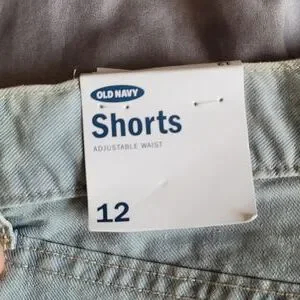 OLD NAVY
Shorts
ADJUSTABLE WAIST
12